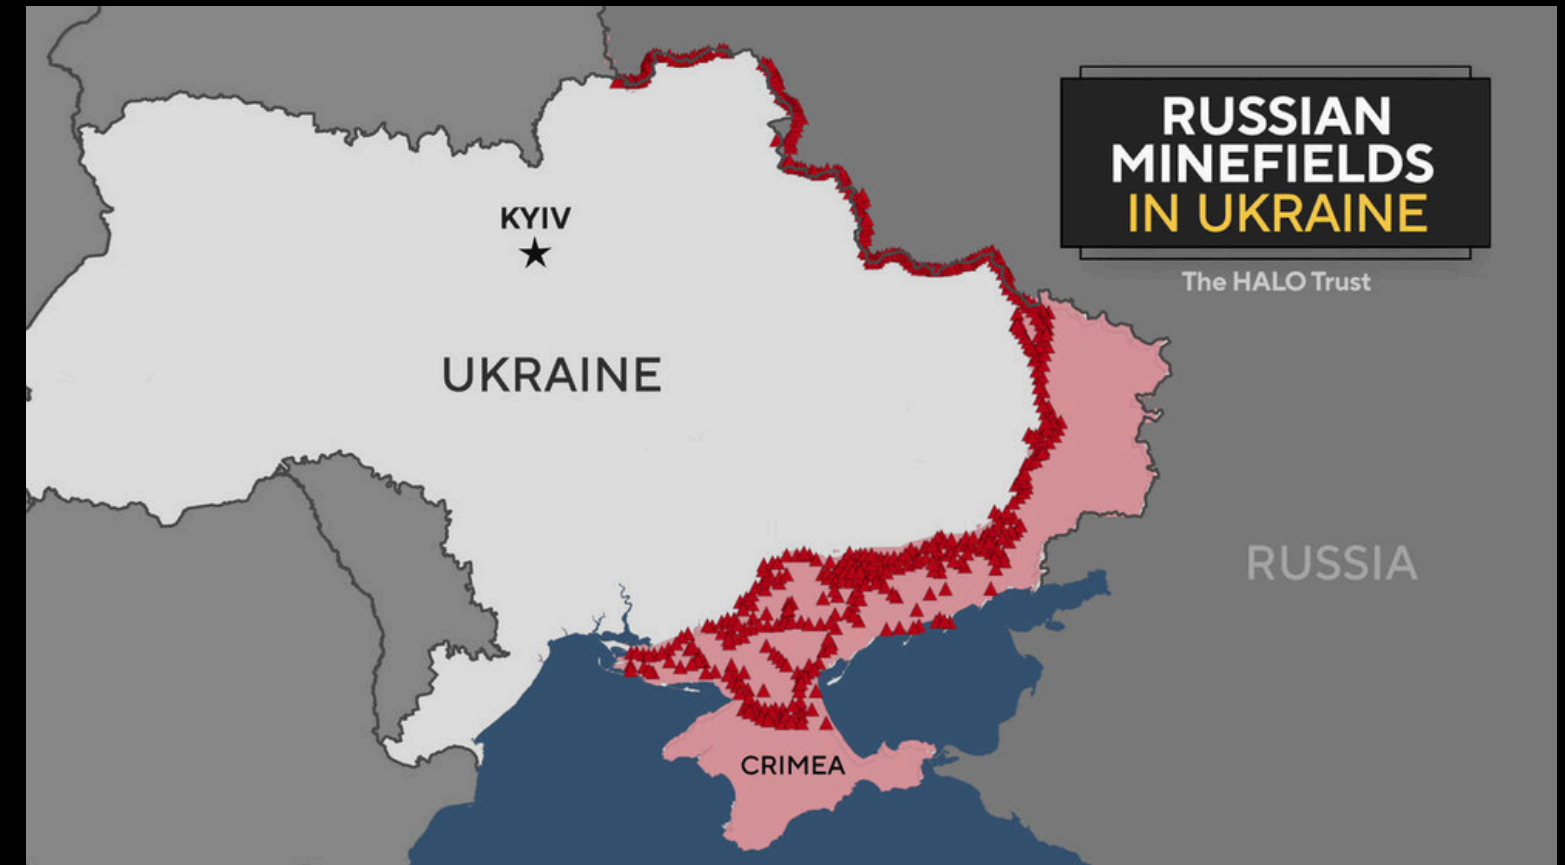 RUSSIAN
MINEFIELDS
IN UKRAINE
The HALO Trust
KYIV
UKRAINE
RUSSIA
CRIMEA